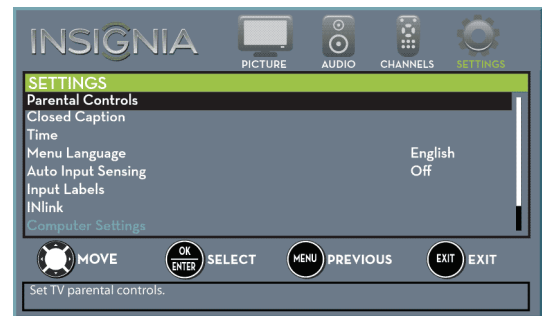 INSIGNIA
PICTURE AUDIO CHANNELS SETTINGS
SETTINGS
Parental Controls
Closed Caption
Time
Menu Language English
Auto Input Sensing Off
Input Labels
INlink
Computer Settings
MOVE OK ENTER SELECT MENU PREVIOUS EXIT EXIT
Set TV parental controls.